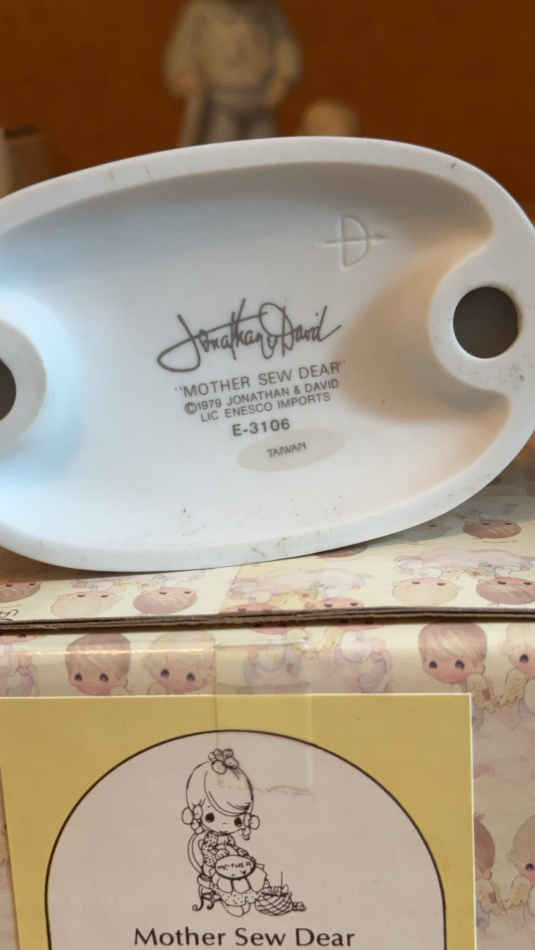 Jonathan & David
"MOTHER SEW DEAR"
©1979 JONATHAN & DAVID
LIC ENESCO IMPORTS
E-3106
TAIWAN
Mother Sew Dear